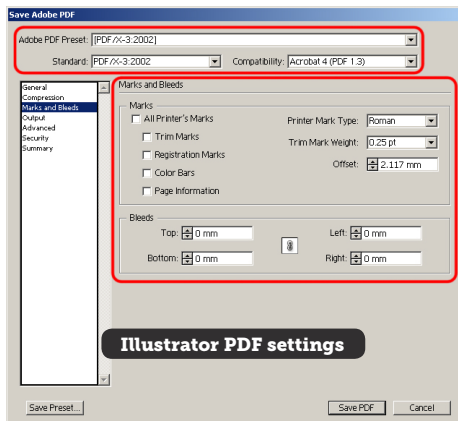 Save Adobe PDF
Adobe PDF Preset: [PDF/X-3:2002]
Standard: PDF/X-3:2002 Compatibility: Acrobat 4 (PDF 1.3)
General
Compression
Marks and Bleeds
Output
Advanced
Security
Summary
Marks and Bleeds
Marks
All Printer's Marks
Trim Marks
Registration Marks
Color Bars
Page Information
Printer Mark Type: Roman
Trim Mark Weight: 0.25 pt
Offset: 2.117 mm
Bleeds
Top: 0 mm Left: 0 mm
Bottom: 0 mm Right: 0 mm
Illustrator PDF settings
Save Preset... Save PDF Cancel